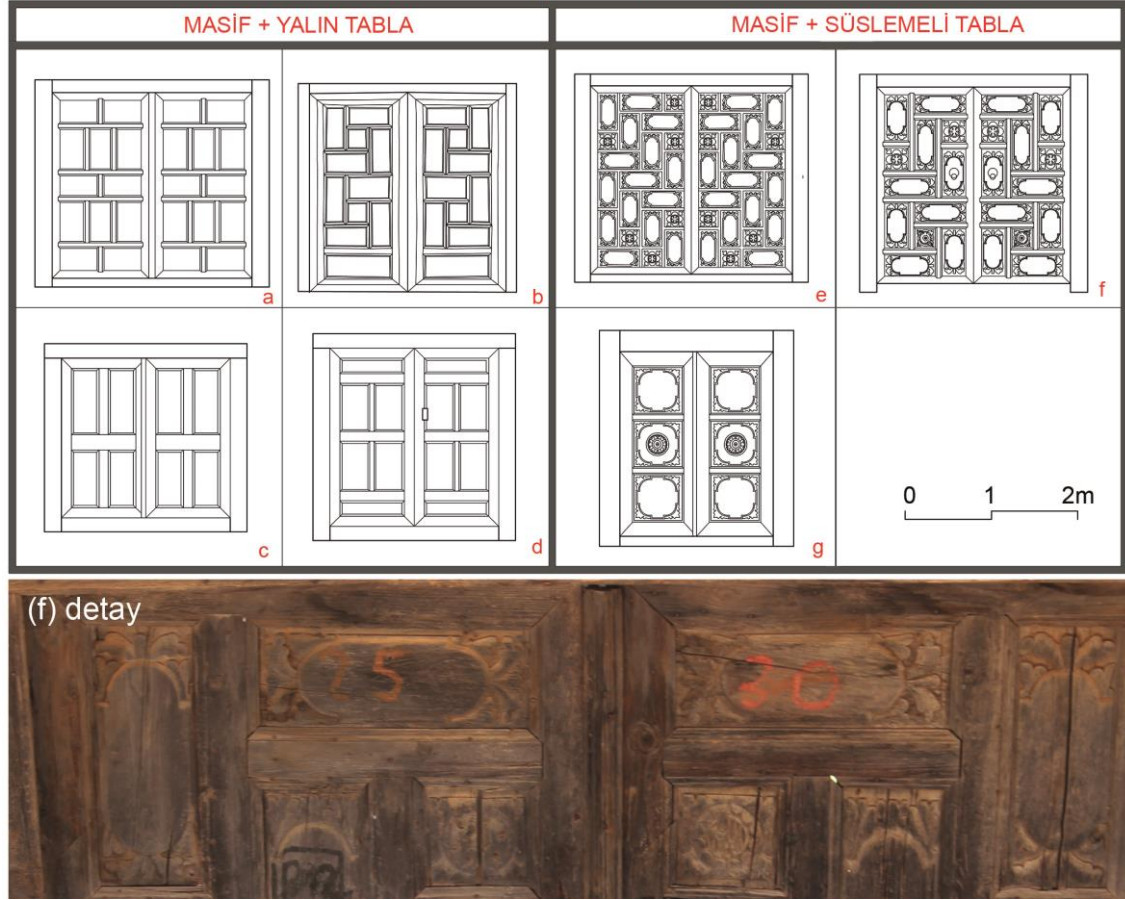 MASİF + YALIN TABLA
MASİF + SÜSLEMELİ TABLA
a
b
e
f
c
d
g
0 1 2m
(f) detay
25
30